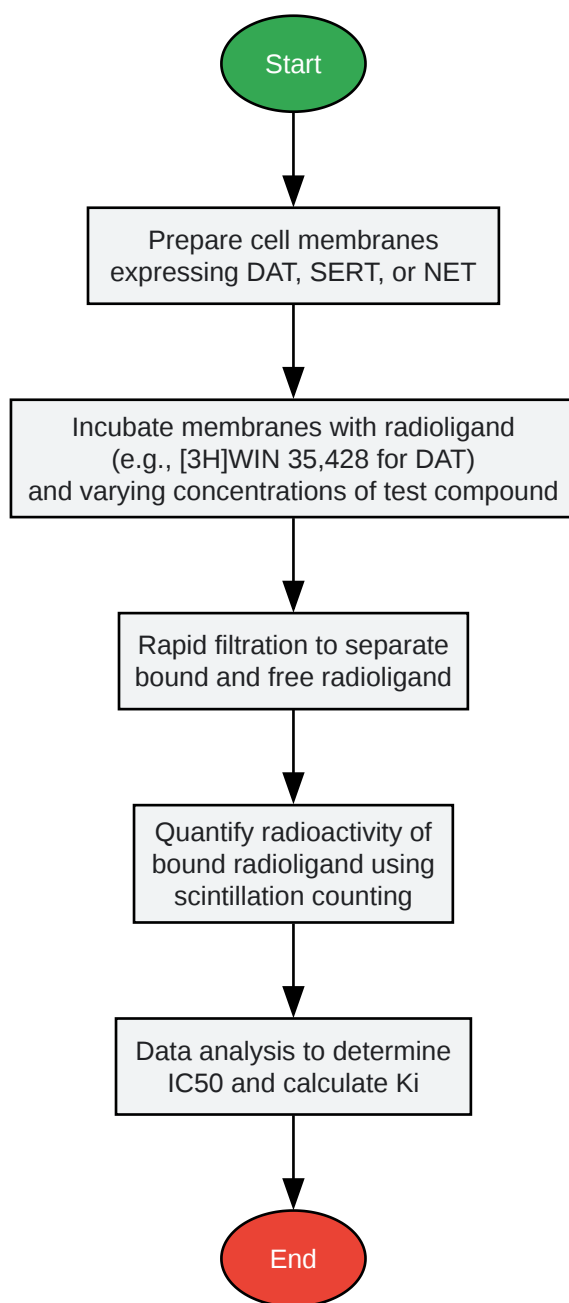 Start
Prepare cell membranes
expressing DAT, SERT, or NET
Incubate membranes with radioligand
(e.g., [3H]WIN 35,428 for DAT)
and varying concentrations of test compound
Rapid filtration to separate
bound and free radioligand
Quantify radioactivity of
bound radioligand using
scintillation counting
Data analysis to determine
IC50 and calculate Ki
End